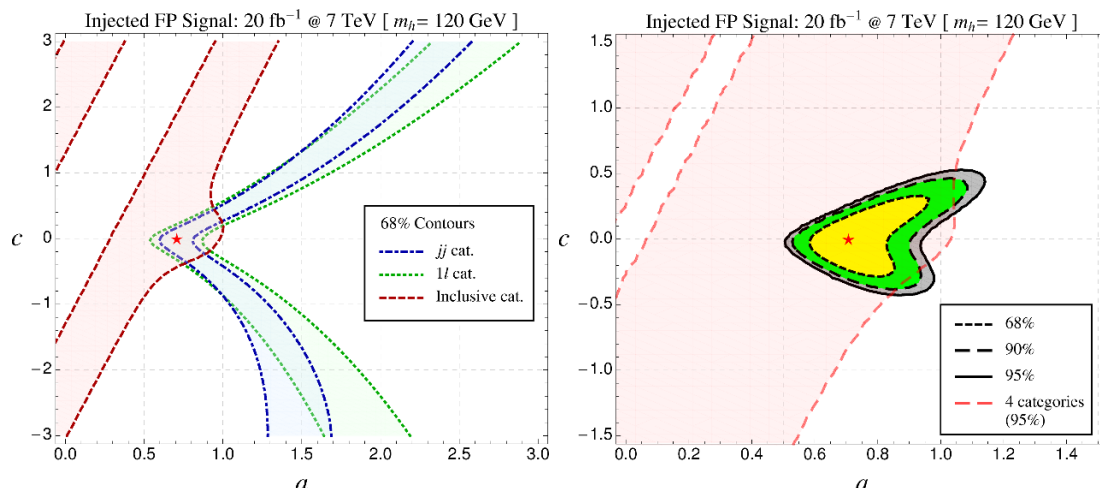 Injected FP Signal: 20 fb⁻¹ @ 7 TeV [ m_h= 120 GeV ]
3
2
1
0
−1
−2
−3
c
68% Contours
jj cat.
1l cat.
Inclusive cat.
0.0 0.5 1.0 1.5 2.0 2.5 3.0
a
Injected FP Signal: 20 fb⁻¹ @ 7 TeV [ m_h= 120 GeV ]
1.5
1.0
0.5
0.0
−0.5
−1.0
−1.5
c
68%
90%
95%
4 categories
(95%)
0.0 0.2 0.4 0.6 0.8 1.0 1.2 1.4
a